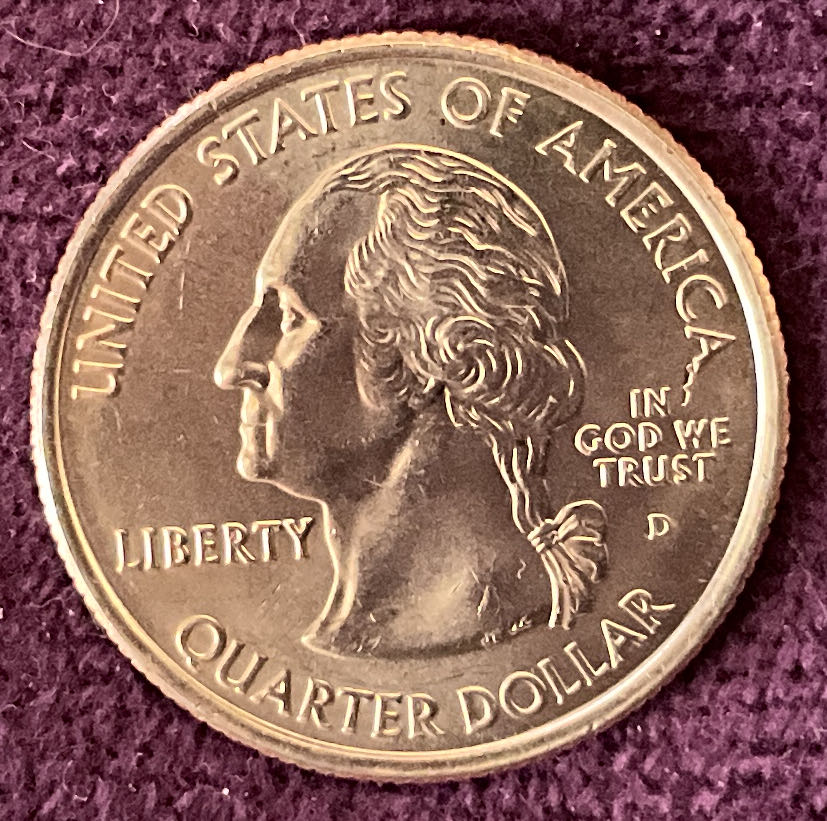 UNITED STATES OF AMERICA
IN
GOD WE
TRUST
D
LIBERTY
QUARTER DOLLAR